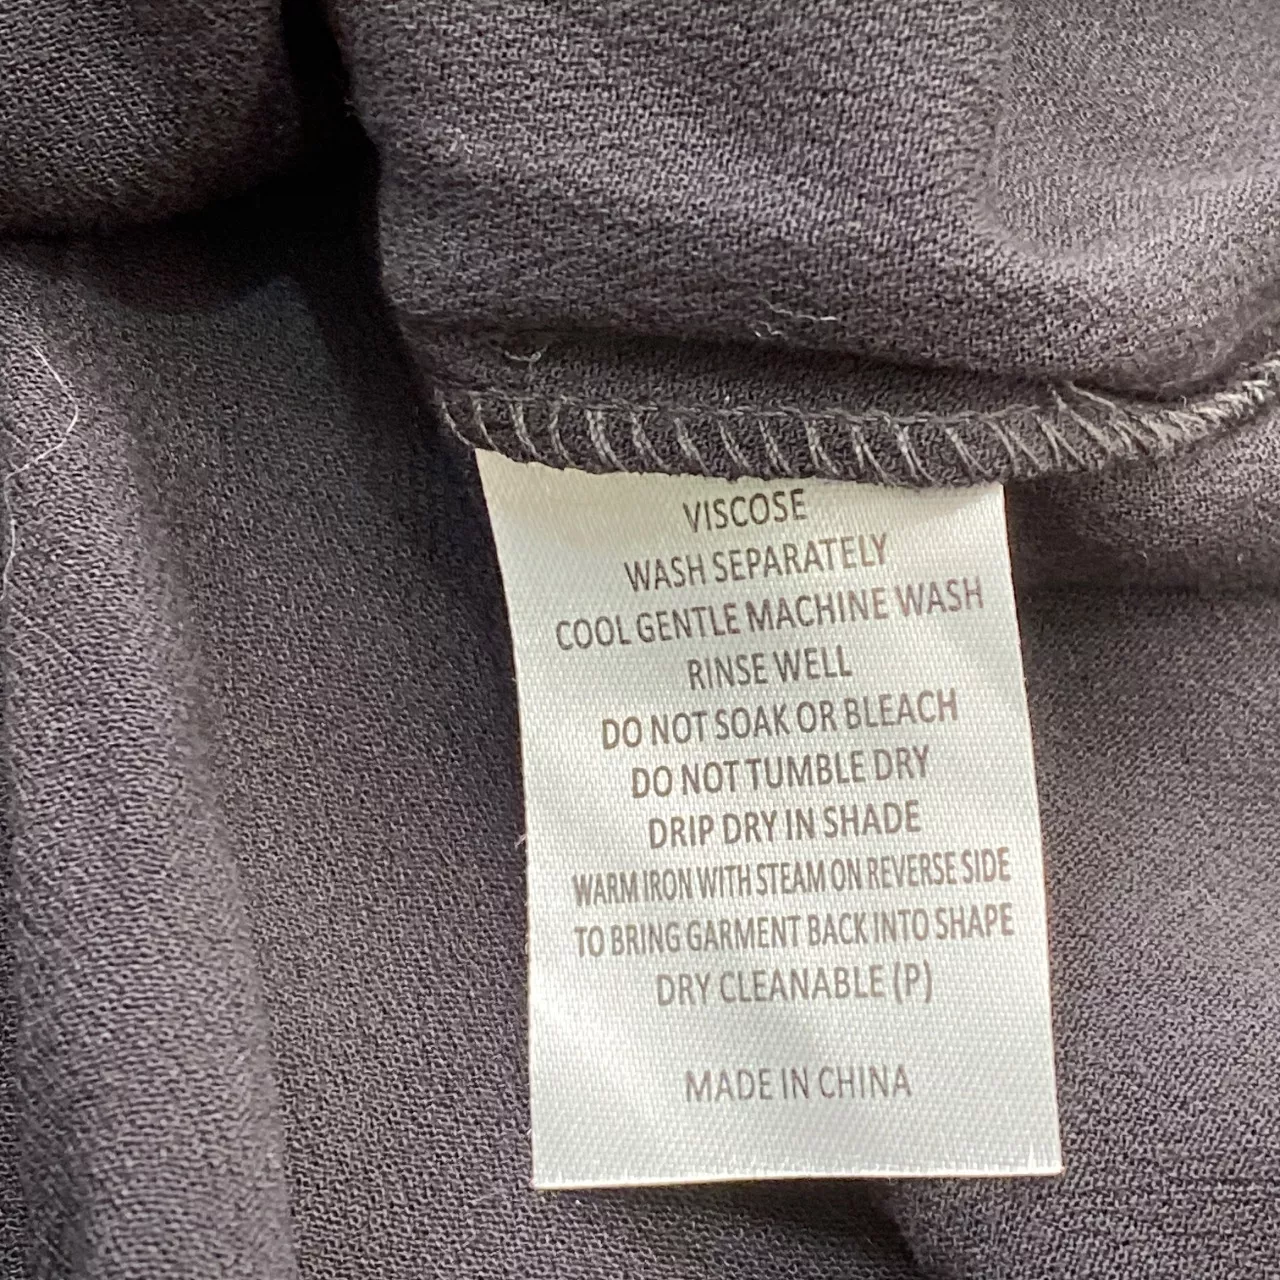 VISCOSE
WASH SEPARATELY
COOL GENTLE MACHINE WASH
RINSE WELL
DO NOT SOAK OR BLEACH
DO NOT TUMBLE DRY
DRIP DRY IN SHADE
WARM IRON WITH STEAM ON REVERSE SIDE
TO BRING GARMENT BACK INTO SHAPE
DRY CLEANABLE (P)
MADE IN CHINA